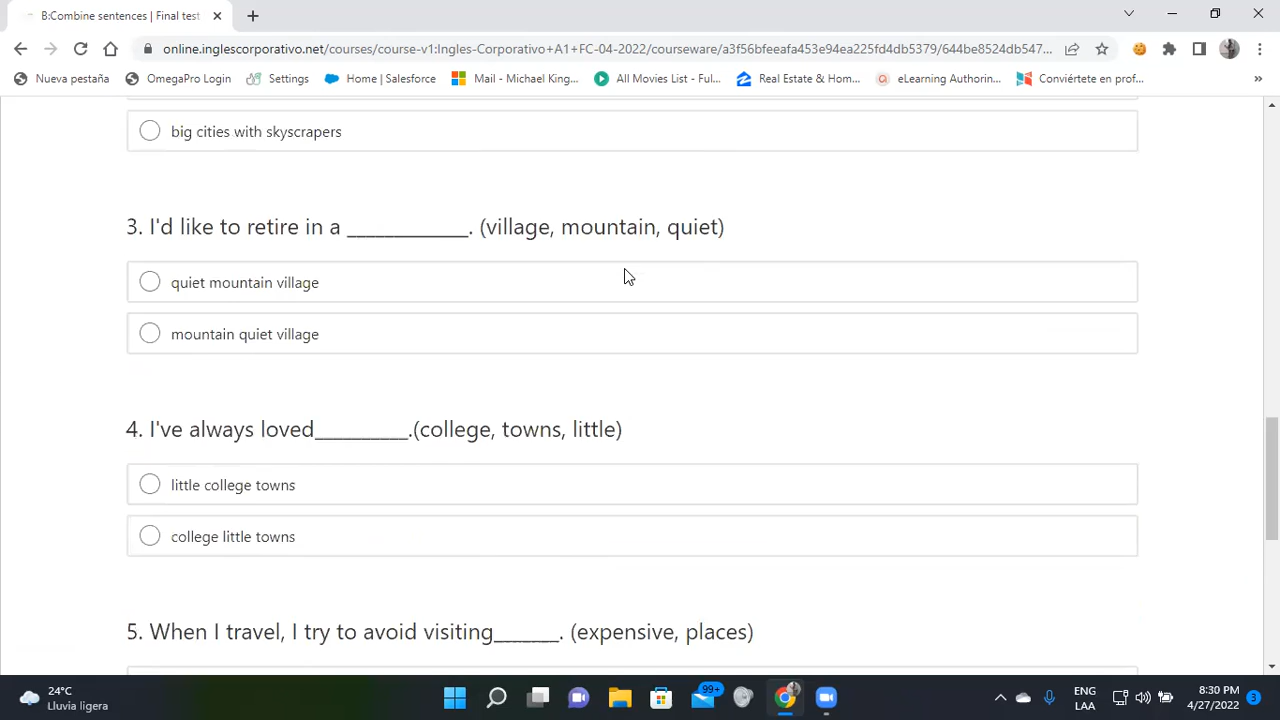 B:Combine sentences | Final test
online.inglescorporativo.net/courses/course-v1:Ingles-Corporativo+A1+FC-04-2022/courseware/a3f56bfeeafa453e94ea225fd4db5379/644be8524db547...
Nueva pestaña OmegaPro Login Settings Home | Salesforce Mail - Michael King... All Movies List - Ful... Real Estate & Hom... eLearning Authorin... Conviértete en prof...
big cities with skyscrapers
3. I'd like to retire in a ____________. (village, mountain, quiet)
quiet mountain village
mountain quiet village
4. I've always loved__________.(college, towns, little)
little college towns
college little towns
5. When I travel, I try to avoid visiting_______. (expensive, places)
24°C
Lluvia ligera
99+
ENG
LAA
8:30 PM
4/27/2022
3